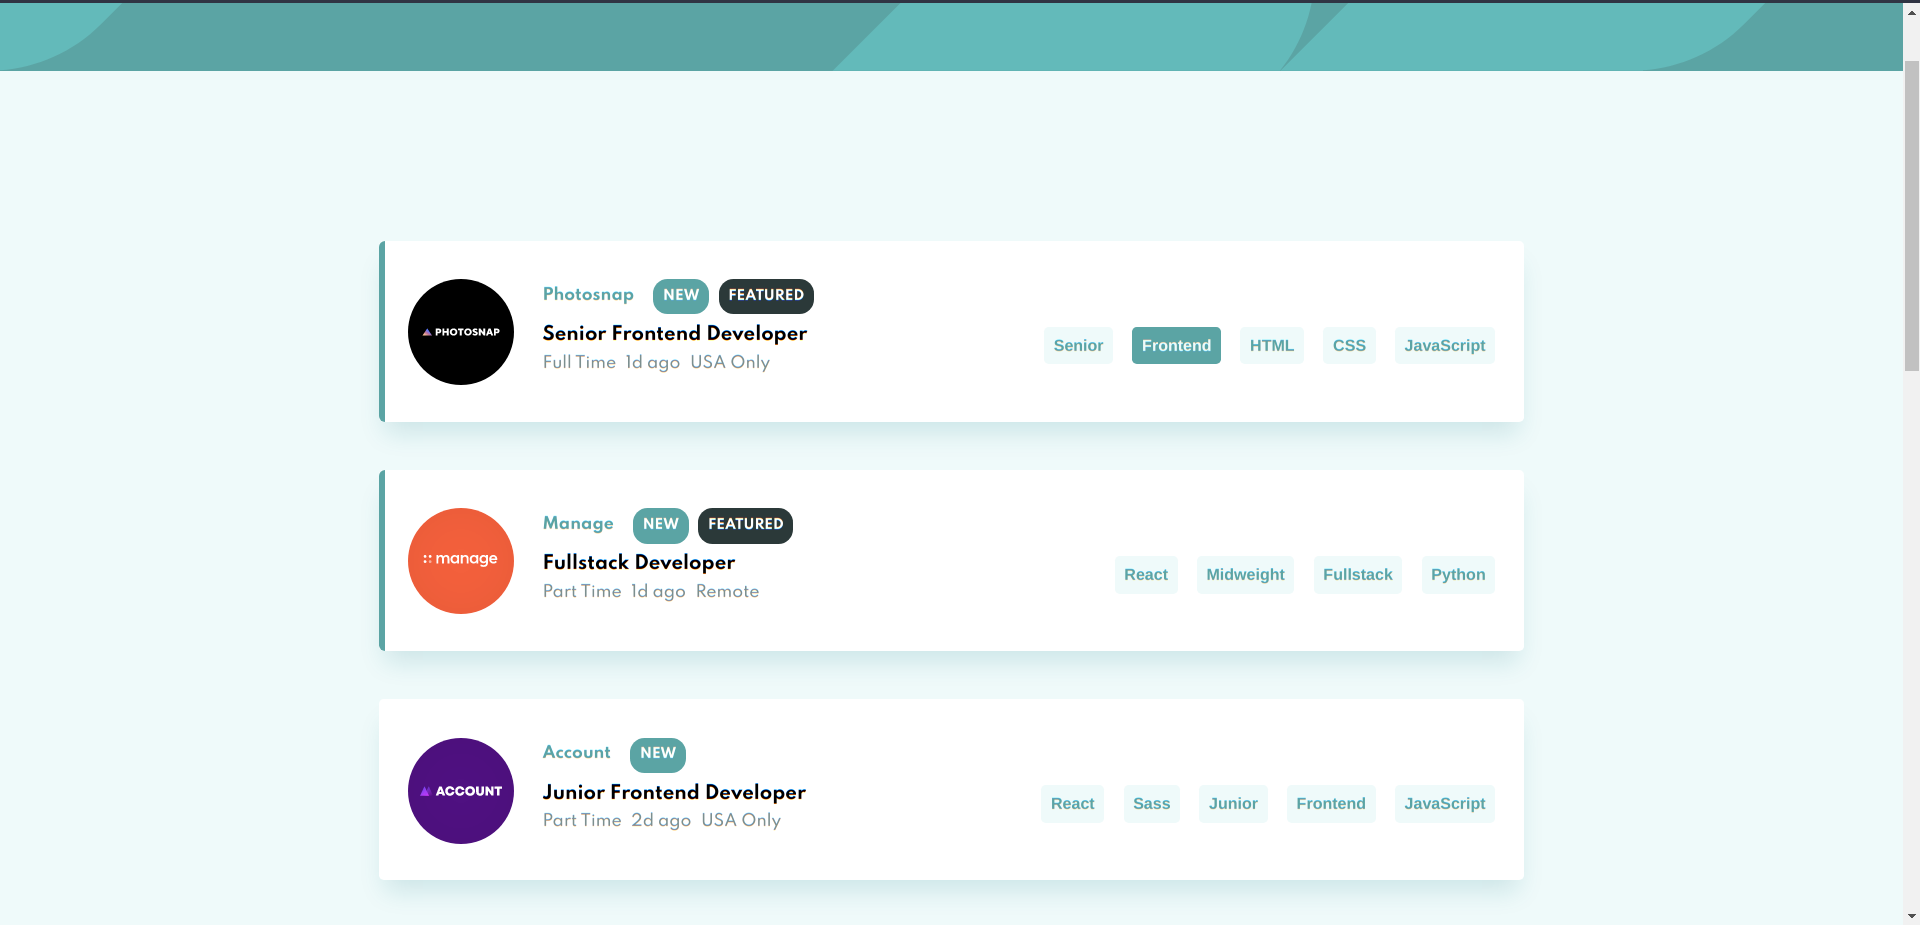 PHOTOSNAP
Photosnap NEW FEATURED
Senior Frontend Developer
Full Time 1d ago USA Only
Senior Frontend HTML CSS JavaScript
manage
Manage NEW FEATURED
Fullstack Developer
Part Time 1d ago Remote
React Midweight Fullstack Python
ACCOUNT
Account NEW
Junior Frontend Developer
Part Time 2d ago USA Only
React Sass Junior Frontend JavaScript